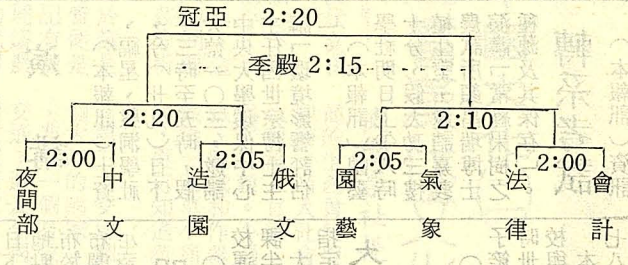 冠亞 2:20
季殿 2:15
2:20
2:10
2:00
2:05
2:05
2:00
夜間部
中文
造園
俄文
園藝
氣象
法律
會計